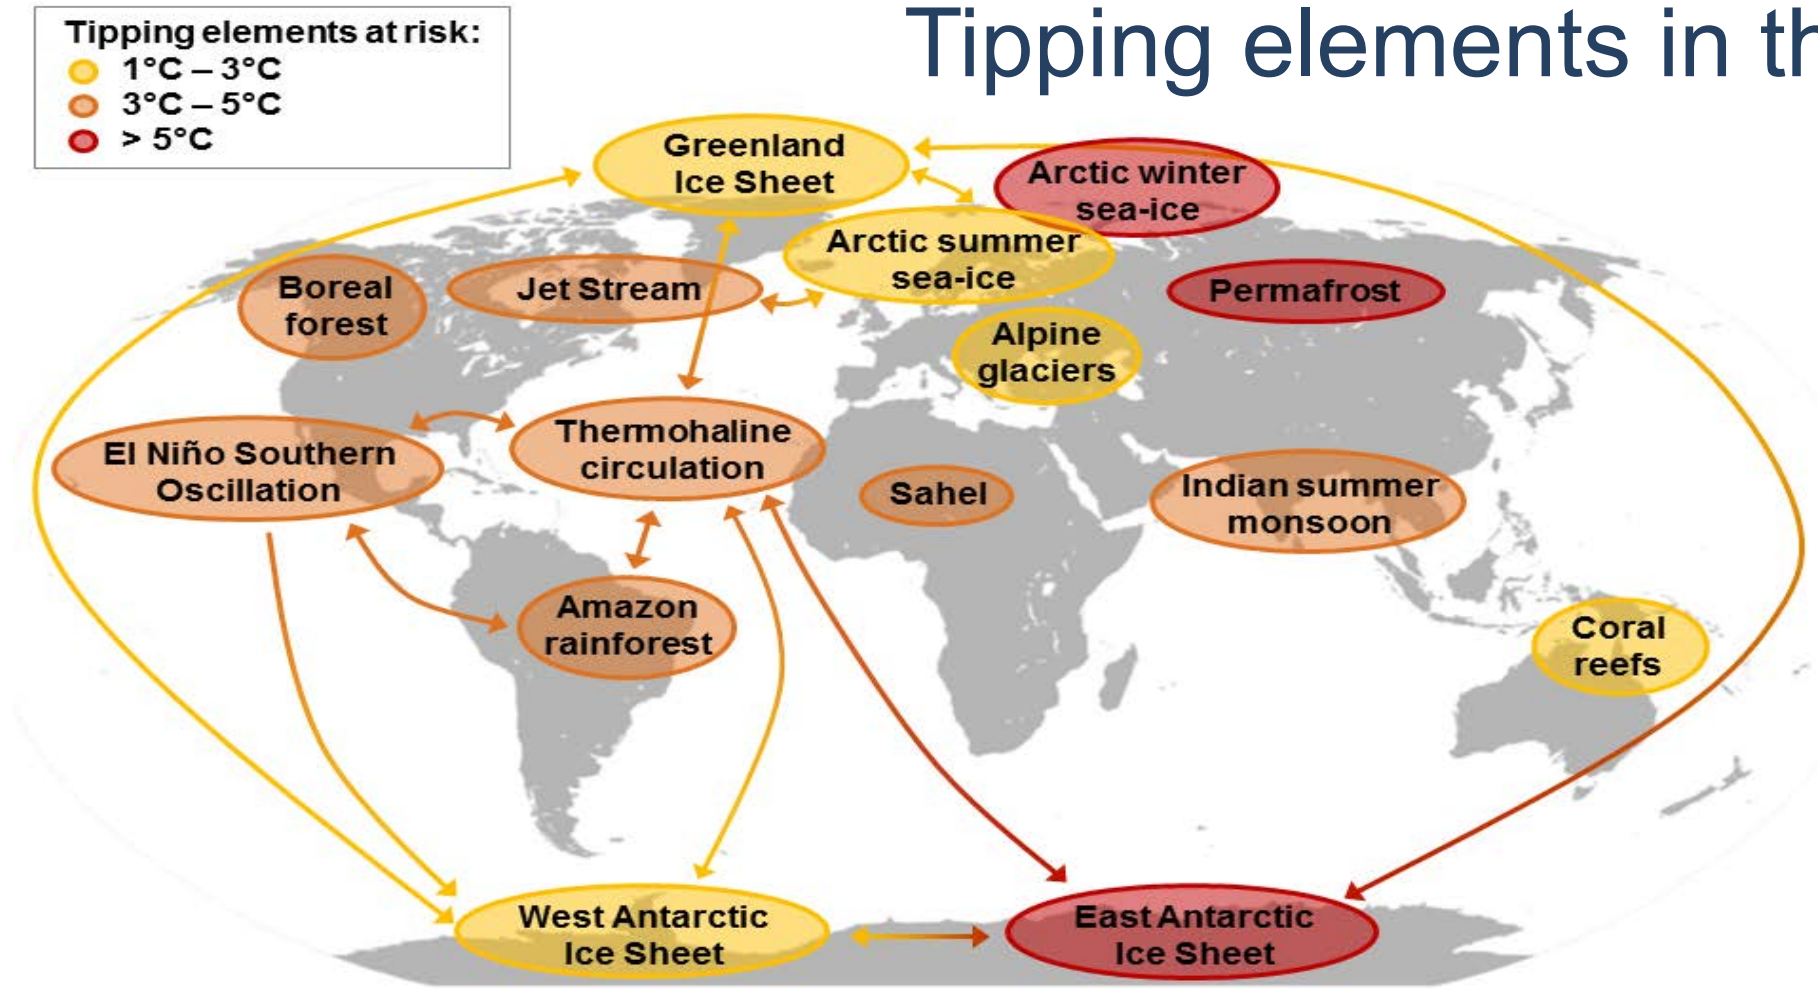 Tipping elements in th
Tipping elements at risk:
1°C – 3°C
3°C – 5°C
> 5°C
Greenland
Ice Sheet
Arctic winter
sea-ice
Arctic summer
sea-ice
Boreal
forest
Jet Stream
Permafrost
Alpine
glaciers
El Niño Southern
Oscillation
Thermohaline
circulation
Sahel
Indian summer
monsoon
Amazon
rainforest
Coral
reefs
West Antarctic
Ice Sheet
East Antarctic
Ice Sheet